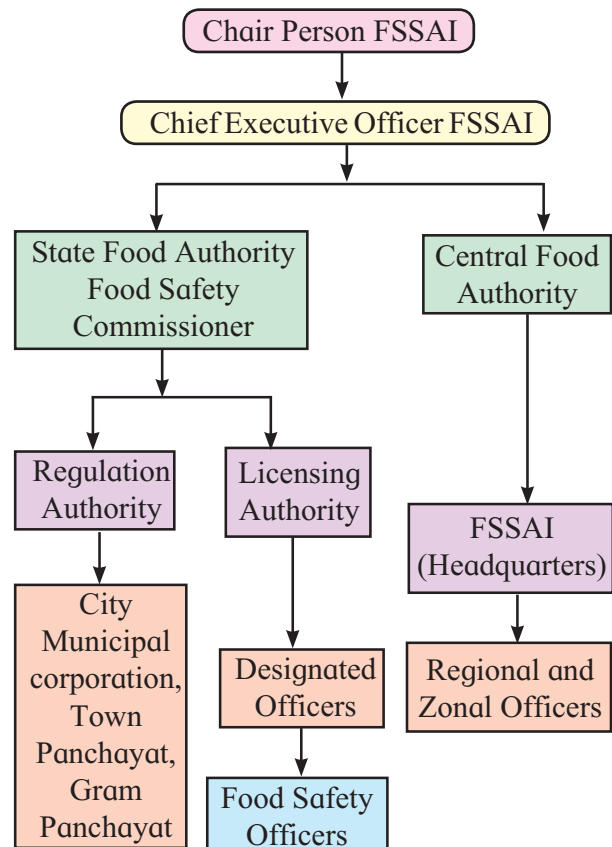 Chair Person FSSAI
Chief Executive Officer FSSAI
State Food Authority
Food Safety
Commissioner
Central Food
Authority
Regulation
Authority
Licensing
Authority
FSSAI
(Headquarters)
City
Municipal
corporation,
Town
Panchayat,
Gram
Panchayat
Designated
Officers
Regional and
Zonal Officers
Food Safety
Officers